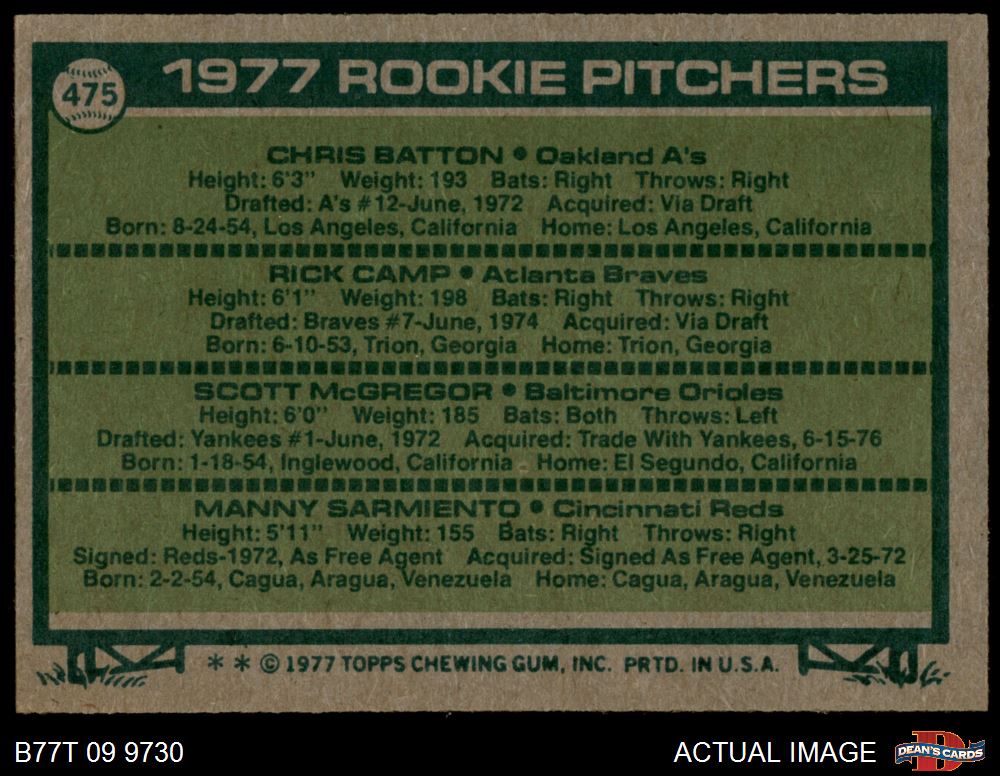 475
1977 ROOKIE PITCHERS
CHRIS BATTON • Oakland A's
Height: 6'3" Weight: 193 Bats: Right Throws: Right
Drafted: A's #12-June, 1972 Acquired: Via Draft
Born: 8-24-54, Los Angeles, California Home: Los Angeles, California
RICK CAMP • Atlanta Braves
Height: 6'1" Weight: 198 Bats: Right Throws: Right
Drafted: Braves #7-June, 1974 Acquired: Via Draft
Born: 6-10-53, Trion, Georgia Home: Trion, Georgia
SCOTT McGREGOR • Baltimore Orioles
Height: 6'0" Weight: 185 Bats: Both Throws: Left
Drafted: Yankees #1-June, 1972 Acquired: Trade With Yankees, 6-15-76
Born: 1-18-54, Inglewood, California Home: El Segundo, California
MANNY SARMIENTO • Cincinnati Reds
Height: 5'11" Weight: 155 Bats: Right Throws: Right
Signed: Reds-1972, As Free Agent Acquired: Signed As Free Agent, 3-25-72
Born: 2-2-54, Cagua, Aragua, Venezuela Home: Cagua, Aragua, Venezuela
* * © 1977 TOPPS CHEWING GUM, INC. PRTD. IN U.S.A.
B77T 09 9730
ACTUAL IMAGE
D
DEAN'S CARDS